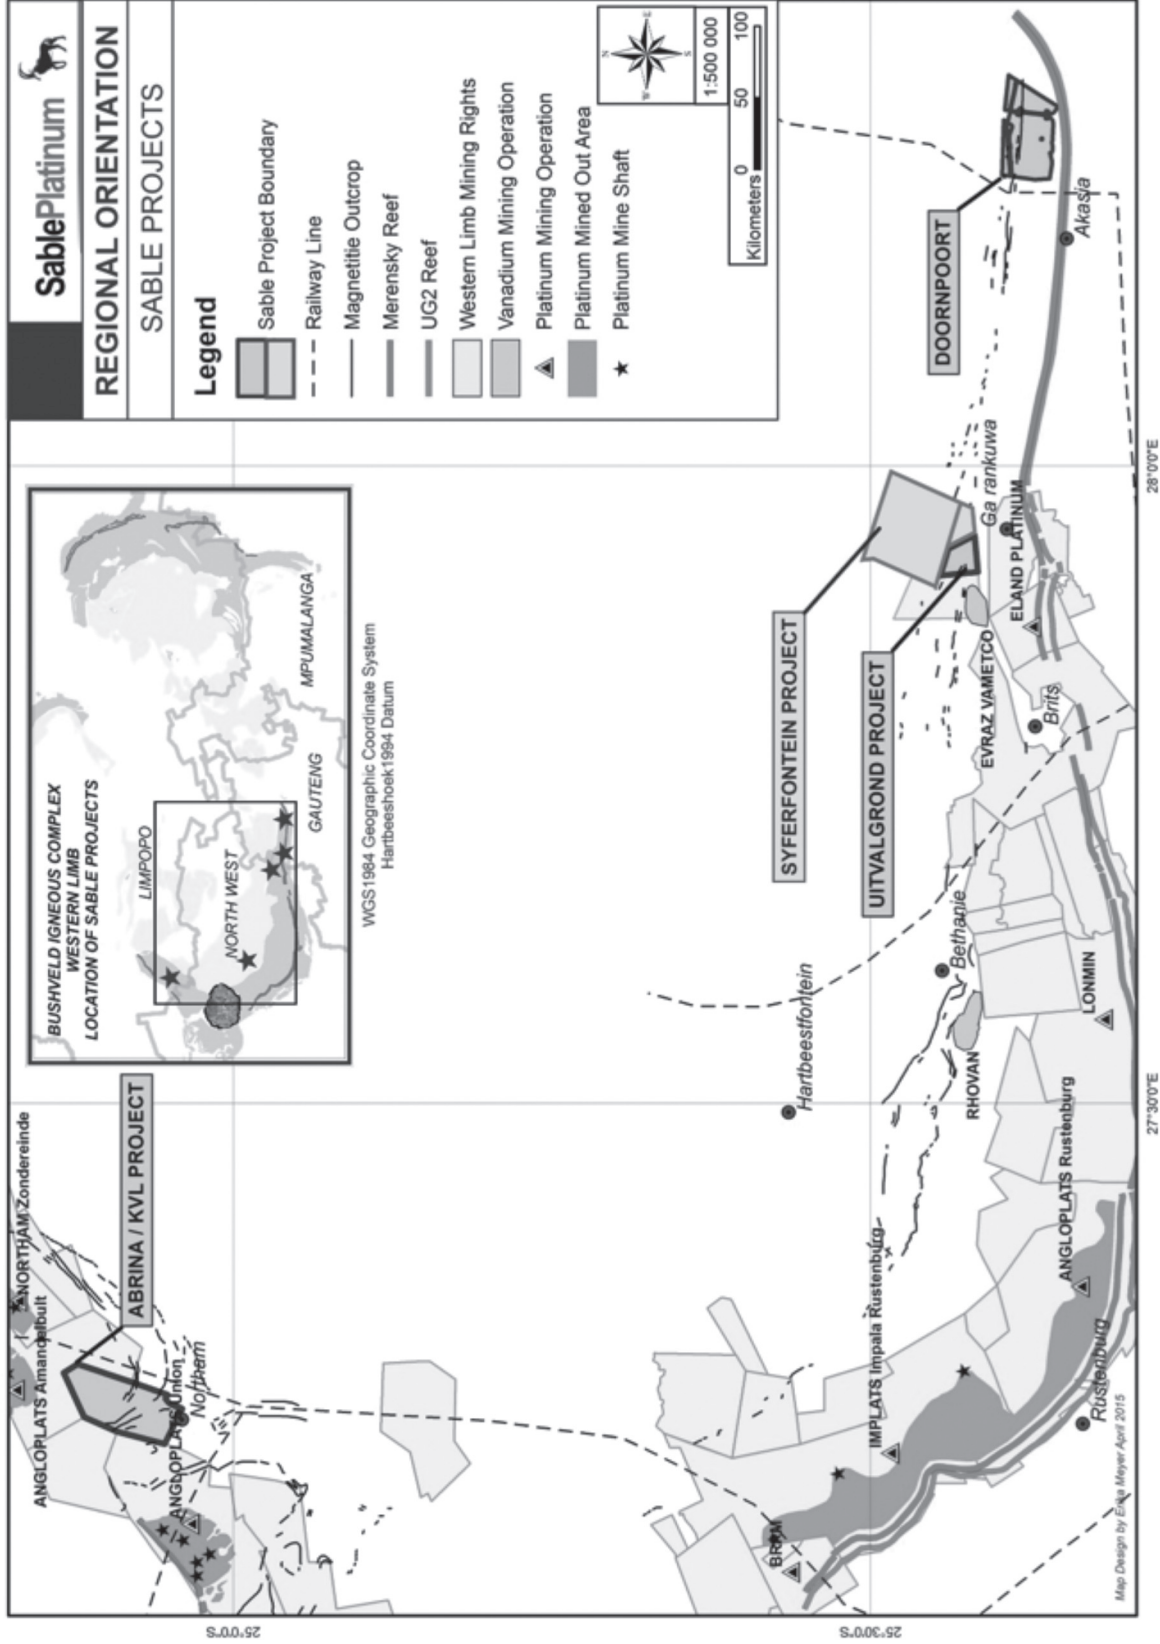 SablePlatinum
REGIONAL ORIENTATION
SABLE PROJECTS
Legend
Sable Project Boundary
Railway Line
Magnetitie Outcrop
Merensky Reef
UG2 Reef
Western Limb Mining Rights
Vanadium Mining Operation
Platinum Mining Operation
Platinum Mined Out Area
Platinum Mine Shaft
N
E
S
W
1:500 000
0 50 100
Kilometers
BUSHVELD IGNEOUS COMPLEX
WESTERN LIMB
LOCATION OF SABLE PROJECTS
LIMPOPO
NORTH WEST
GAUTENG
MPUMALANGA
WGS1984 Geographic Coordinate System
Hartbeeshoek1994 Datum
NORTHAM Zondereinde
ANGLOPLATS Amandelbult
ABRINA / KVL PROJECT
ANGLOPLATS Union
Northam
25°0'0"S
Hartbeestfontein
SYFERFONTEIN PROJECT
UITVALGROND PROJECT
DOORNPOORT
Akasia
Ga rankuwa
ELAND PLATINUM
EVRAZ VAMETCO
Brits
Bethanie
RHOVAN
LONMIN
IMPLATS Impala Rustenburg
ANGLOPLATS Rustenburg
BRPM
Rustenburg
25°30'0"S
27°30'0"E
28°0'0"E
Map Design by Erika Meyer April 2015